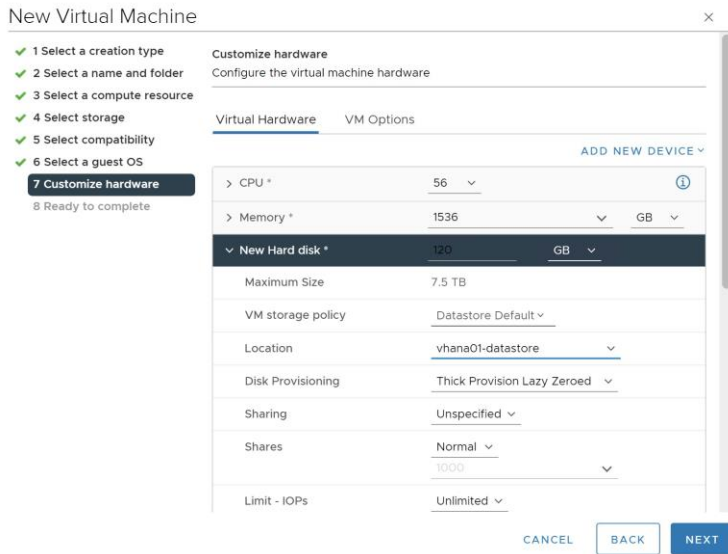 New Virtual Machine
1 Select a creation type
2 Select a name and folder
3 Select a compute resource
4 Select storage
5 Select compatibility
6 Select a guest OS
7 Customize hardware
8 Ready to complete
Customize hardware
Configure the virtual machine hardware
Virtual Hardware VM Options
ADD NEW DEVICE
CPU * 56
Memory * 1536 GB
New Hard disk * 120 GB
Maximum Size 7.5 TB
VM storage policy Datastore Default
Location vhana01-datastore
Disk Provisioning Thick Provision Lazy Zeroed
Sharing Unspecified
Shares Normal
1000
Limit - IOPs Unlimited
CANCEL BACK NEXT